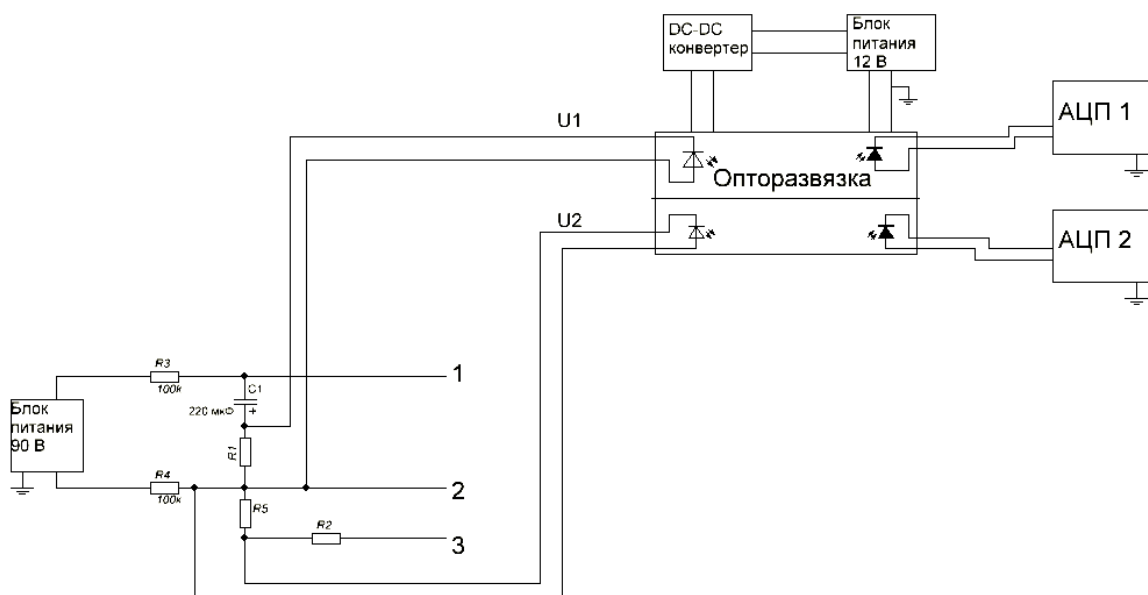 DC-DC
конвертер
Блок
питания
12 В
U1
АЦП 1
Опторазвязка
U2
АЦП 2
R3
100k
1
C1
220 мкФ
+
Блок
питания
90 В
R1
R4
100k
2
R5
R2
3